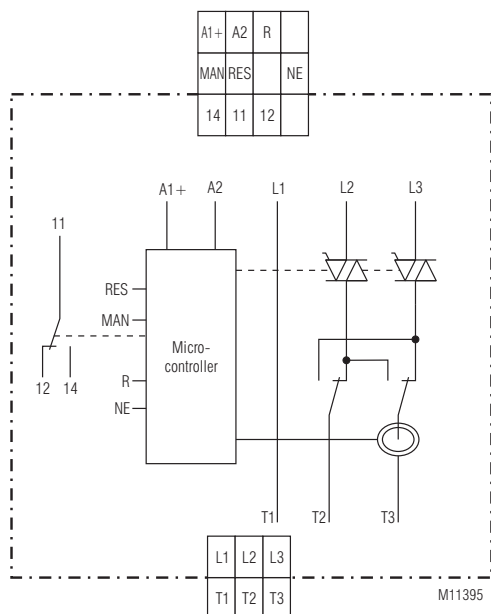 A1+ A2 R
MAN RES NE
14 11 12
A1+ A2 L1 L2 L3
11
RES
MAN
Micro-
controller
12 14
R
NE
T1 T2 T3
L1 L2 L3
T1 T2 T3
M11395